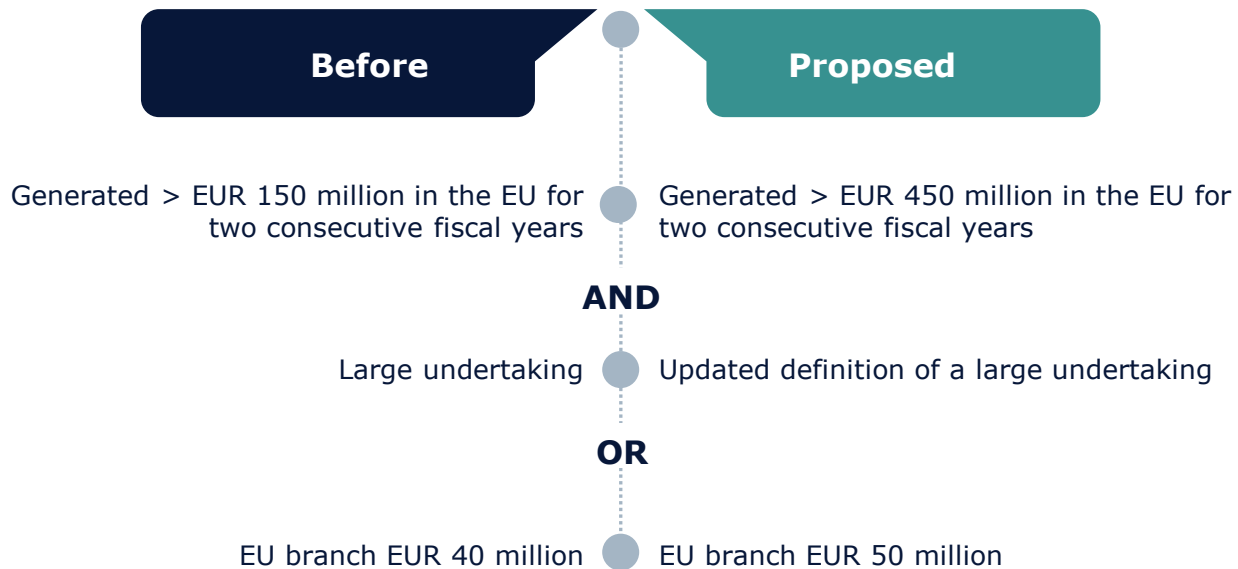 Before
Proposed
Generated > EUR 150 million in the EU for
two consecutive fiscal years
Generated > EUR 450 million in the EU for
two consecutive fiscal years
AND
Large undertaking
Updated definition of a large undertaking
OR
EU branch EUR 40 million
EU branch EUR 50 million